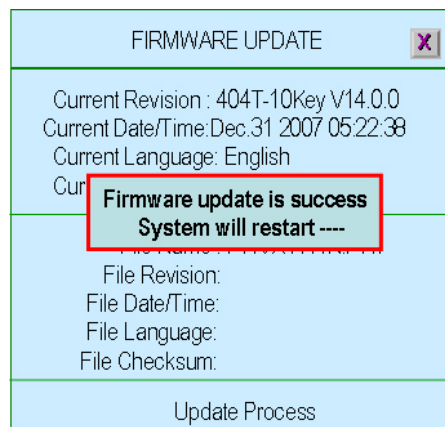 FIRMWARE UPDATE
X
Current Revision : 404T-10Key V14.0.0
Current Date/Time:Dec.31 2007 05:22:38
Current Language: English
Firmware update is success
System will restart ----
File Revision:
File Date/Time:
File Language:
File Checksum:
Update Process